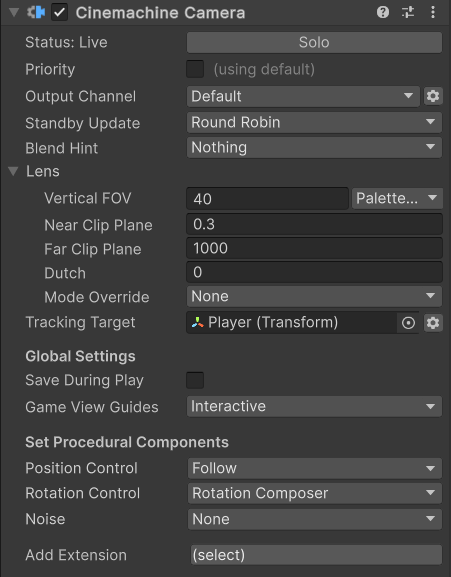 Cinemachine Camera
Status: Live Solo
Priority (using default)
Output Channel Default
Standby Update Round Robin
Blend Hint Nothing
Lens
Vertical FOV 40 Palette...
Near Clip Plane 0.3
Far Clip Plane 1000
Dutch 0
Mode Override None
Tracking Target Player (Transform)
Global Settings
Save During Play
Game View Guides Interactive
Set Procedural Components
Position Control Follow
Rotation Control Rotation Composer
Noise None
Add Extension (select)